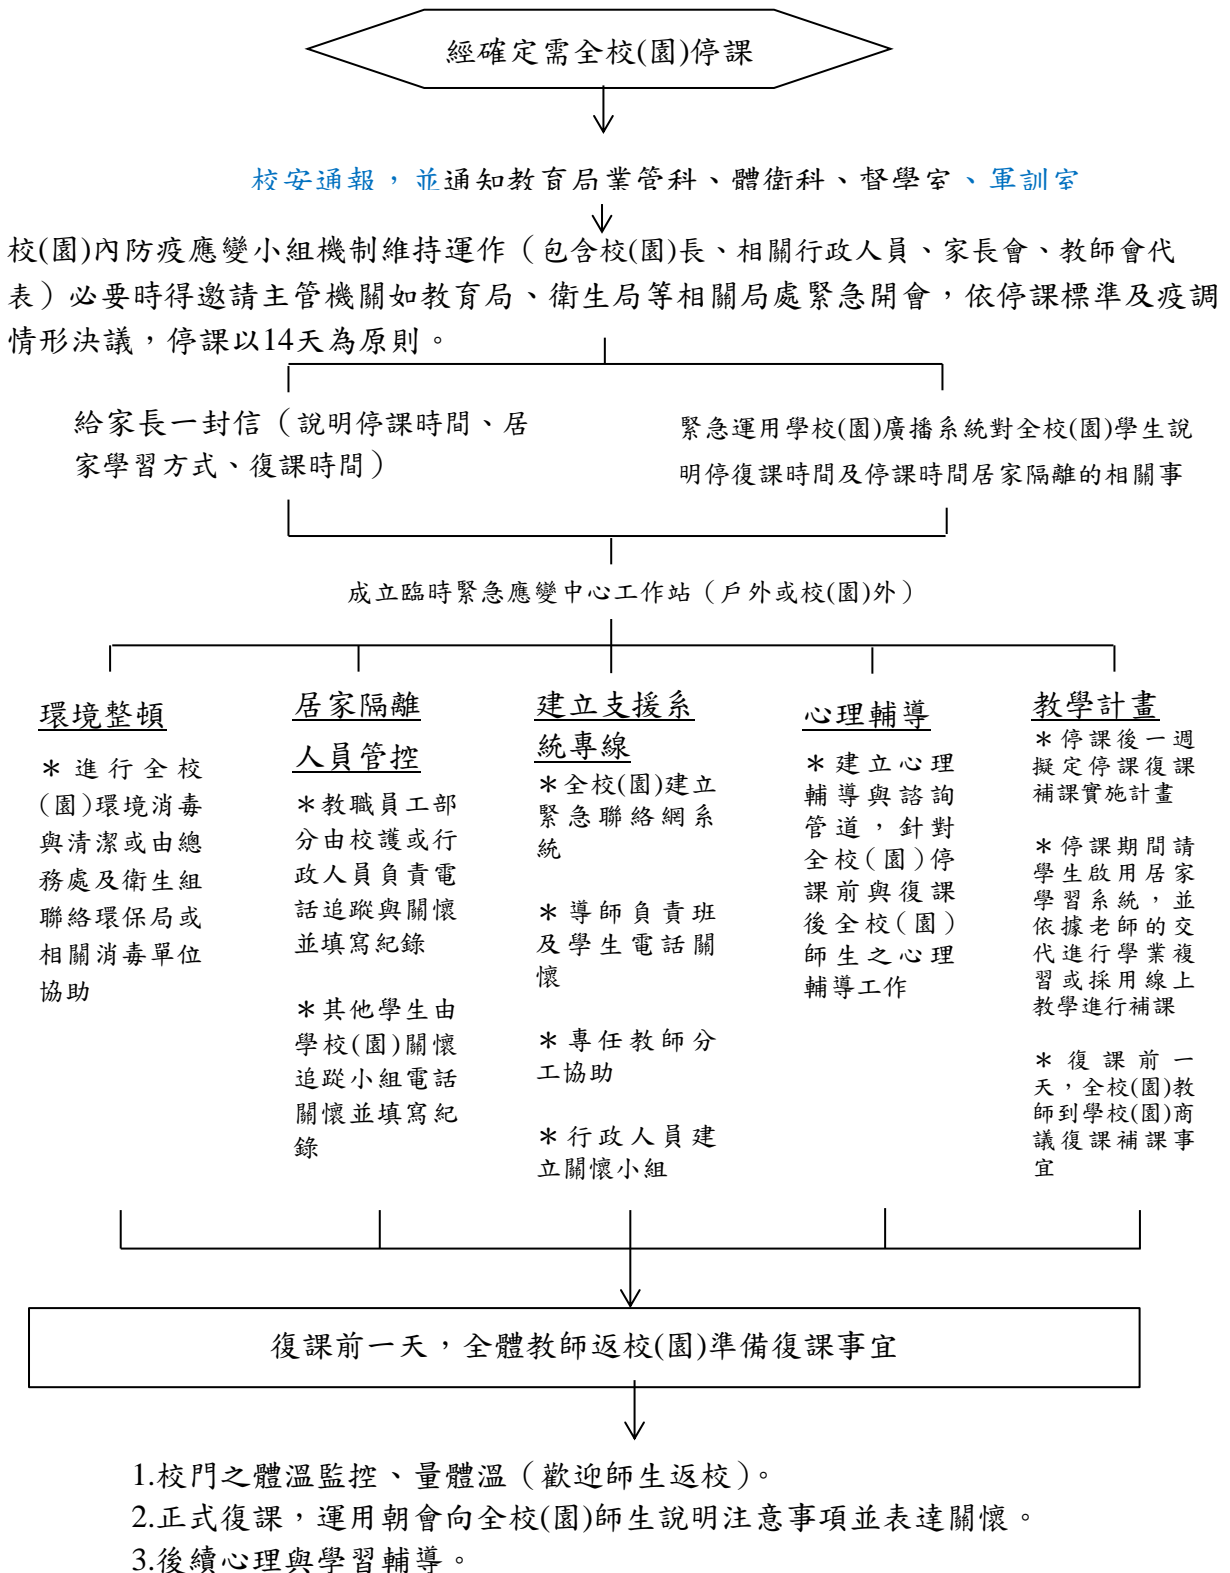 經確定需全校(園)停課
校安通報，並通知教育局業管科、體衛科、督學室、軍訓室
校(園)內防疫應變小組機制維持運作（包含校(園)長、相關行政人員、家長會、教師會代
表）必要時得邀請主管機關如教育局、衛生局等相關局處緊急開會，依停課標準及疫調
情形決議，停課以14天為原則。
給家長一封信（說明停課時間、居
家學習方式、復課時間）
緊急運用學校(園)廣播系統對全校(園)學生說
明停復課時間及停課時間居家隔離的相關事
成立臨時緊急應變中心工作站（戶外或校(園)外）
環境整頓
＊進行全校
(園)環境消毒
與清潔或由總
務處及衛生組
聯絡環保局或
相關消毒單位
協助
居家隔離
人員管控
＊教職員工部
分由校護或行
政人員負責電
話追蹤與關懷
並填寫紀錄
＊其他學生由
學校(園)關懷
追蹤小組電話
關懷並填寫紀
錄
建立支援系
統專線
＊全校(園)建立
緊急聯絡網系
統
＊導師負責班
及學生電話關
懷
＊專任教師分
工協助
＊行政人員建
立關懷小組
心理輔導
＊建立心理
輔導與諮詢
管道，針對
全校(園)停
課前與復課
後全校(園)
師生之心理
輔導工作
教學計畫
＊停課後一週
擬定停課復課
補課實施計畫
＊停課期間請
學生啟用居家
學習系統，並
依據老師的交
代進行學業複
習或採用線上
教學進行補課
＊復課前一
天，全校(園)教
師到學校(園)商
議復課補課事
宜
復課前一天，全體教師返校(園)準備復課事宜
1.校門之體溫監控、量體溫（歡迎師生返校）。
2.正式復課，運用朝會向全校(園)師生說明注意事項並表達關懷。
3.後續心理與學習輔導。